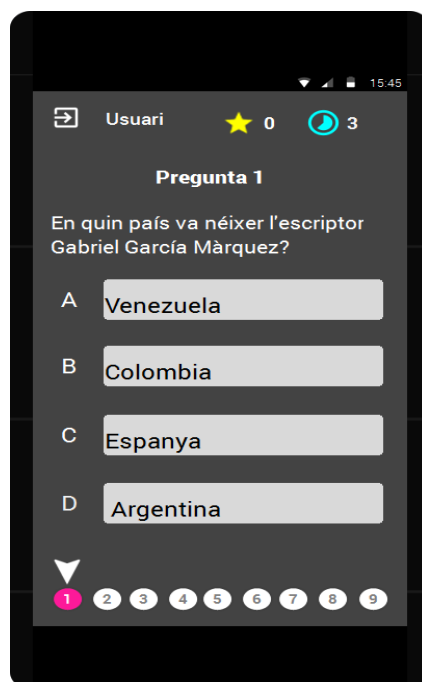 15:45
Usuari 0 3
Pregunta 1
En quin país va néixer l'escriptor
Gabriel García Màrquez?
A Venezuela
B Colombia
C Espanya
D Argentina
1 2 3 4 5 6 7 8 9